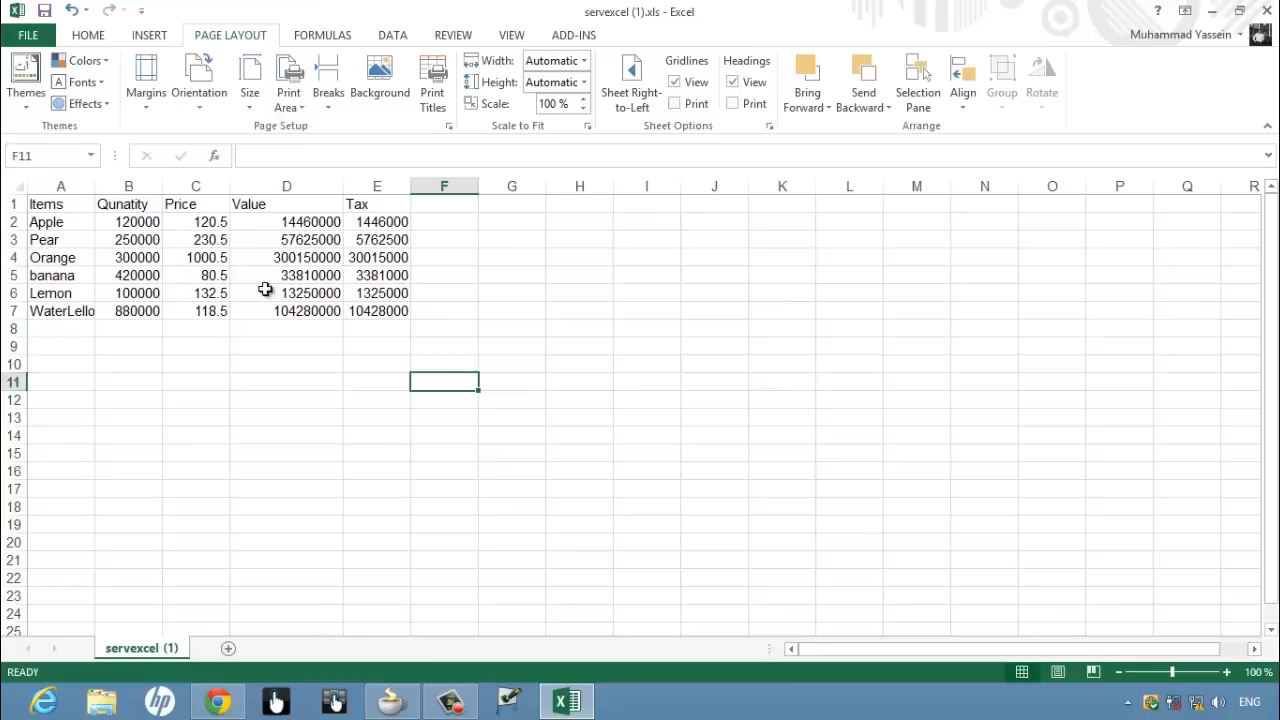 servexcel (1).xls - Excel
FILE HOME INSERT PAGE LAYOUT FORMULAS DATA REVIEW VIEW ADD-INS Muhammad Yassein
Themes Colors Fonts Effects Margins Orientation Size Print Area Breaks Background Print Titles Width: Automatic Height: Automatic Scale: 100 % Sheet Right-to-Left Gridlines View Print Headings View Print Bring Forward Send Backward Selection Pane Align Group Rotate
Themes Page Setup Scale to Fit Sheet Options Arrange
F11 fx
A B C D E F G H I J K L M N O P Q R
1 Items Qunatity Price Value Tax
2 Apple 120000 120.5 14460000 1446000
3 Pear 250000 230.5 57625000 5762500
4 Orange 300000 1000.5 300150000 30015000
5 banana 420000 80.5 33810000 3381000
6 Lemon 100000 132.5 13250000 1325000
7 WaterLello 880000 118.5 104280000 10428000
8
9
10
11
12
13
14
15
16
17
18
19
20
21
22
23
24
25
servexcel (1)
READY 100 %
hp ENG